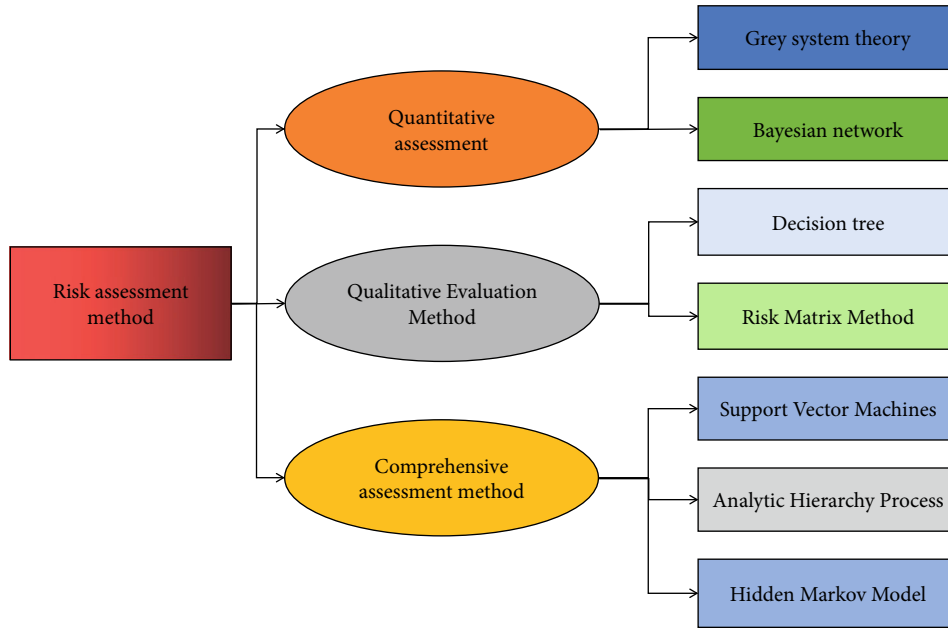 Risk assessment
method
Quantitative
assessment
Qualitative Evaluation
Method
Comprehensive
assessment method
Grey system theory
Bayesian network
Decision tree
Risk Matrix Method
Support Vector Machines
Analytic Hierarchy Process
Hidden Markov Model